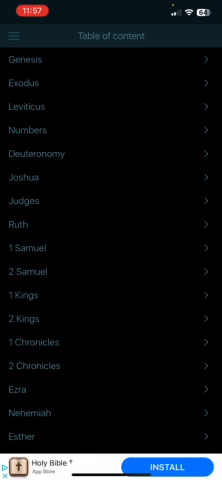 11:57
64
Table of content
Genesis
Exodus
Leviticus
Numbers
Deuteronomy
Joshua
Judges
Ruth
1 Samuel
2 Samuel
1 Kings
2 Kings
1 Chronicles
2 Chronicles
Ezra
Nehemiah
Esther
Holy Bible ✝
App Store
INSTALL